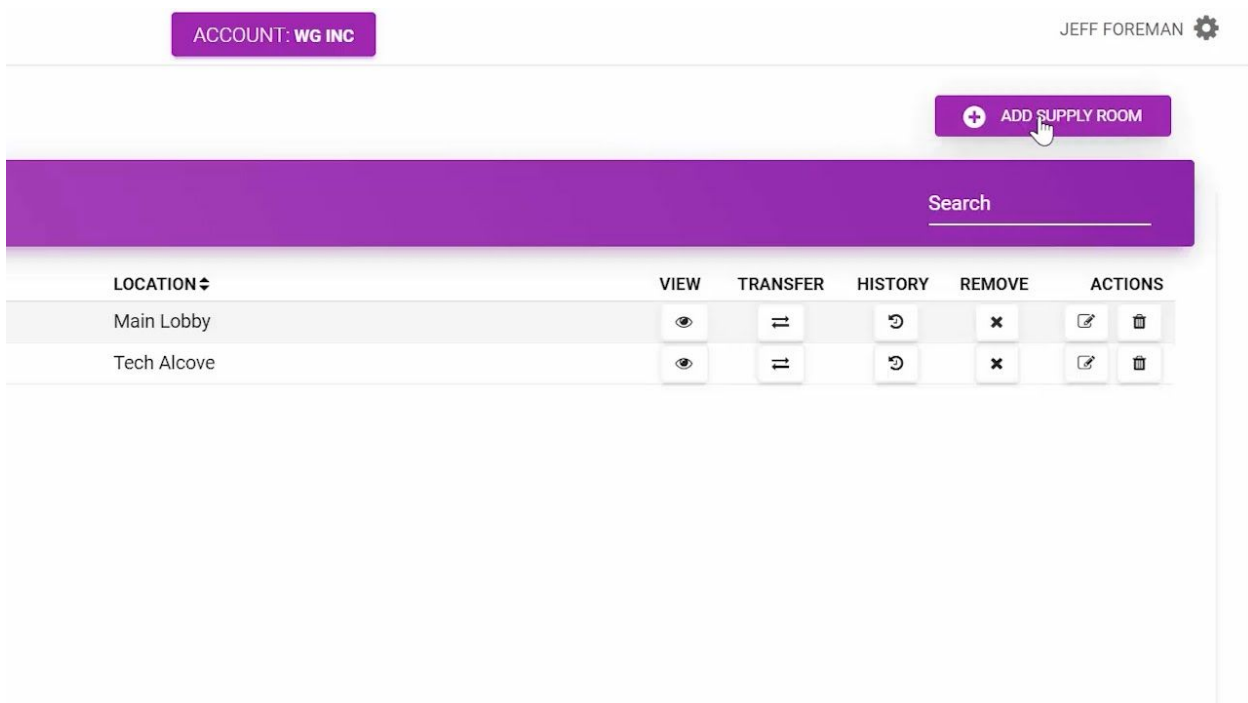 ACCOUNT: WG INC
JEFF FOREMAN
ADD SUPPLY ROOM
Search
LOCATION VIEW TRANSFER HISTORY REMOVE ACTIONS
Main Lobby
Tech Alcove